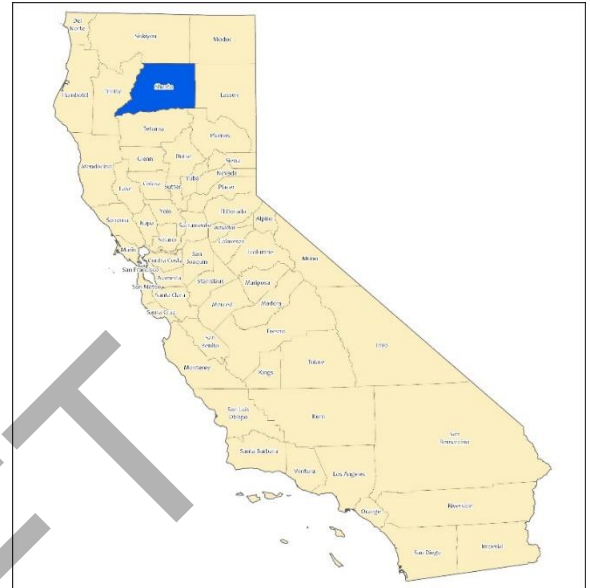 Del
Norte
Siskiyou
Modoc
Humboldt
Trinity
Shasta
Lassen
Tehama
Plumas
Mendocino
Glenn
Butte
Sierra
Nevada
Lake
Colusa
Sutter
Yuba
Placer
Sonoma
Napa
Yolo
El Dorado
Sacramento
Amador
Alpine
Solano
Calaveras
Marin
Contra Costa
San
Joaquin
Tuolumne
Mono
San Francisco
Alameda
Stanislaus
Mariposa
San Mateo
Santa Clara
Merced
Madera
Santa Cruz
San
Benito
Fresno
Inyo
Monterey
Kings
Tulare
San Luis
Obispo
Kern
San
Bernardino
Santa Barbara
Ventura
Los Angeles
Orange
Riverside
San Diego
Imperial